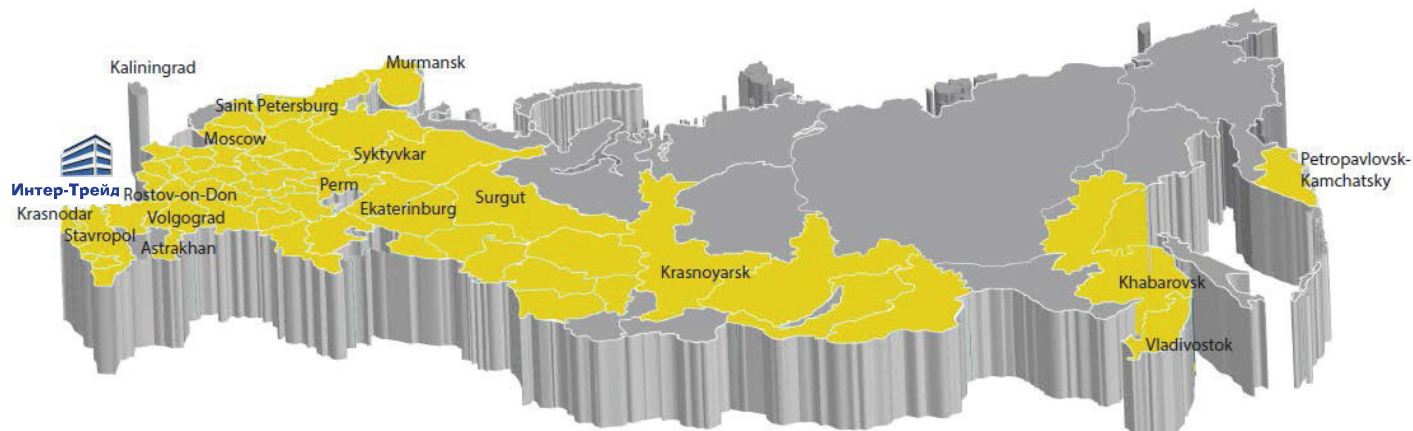 Murmansk
Kaliningrad
Saint Petersburg
Moscow
Syktyvkar
Petropavlovsk-
Kamchatsky
Интер-Трейд
Rostov-on-Don
Perm
Surgut
Krasnodar
Volgograd
Ekaterinburg
Stavropol
Astrakhan
Krasnoyarsk
Khabarovsk
Vladivostok